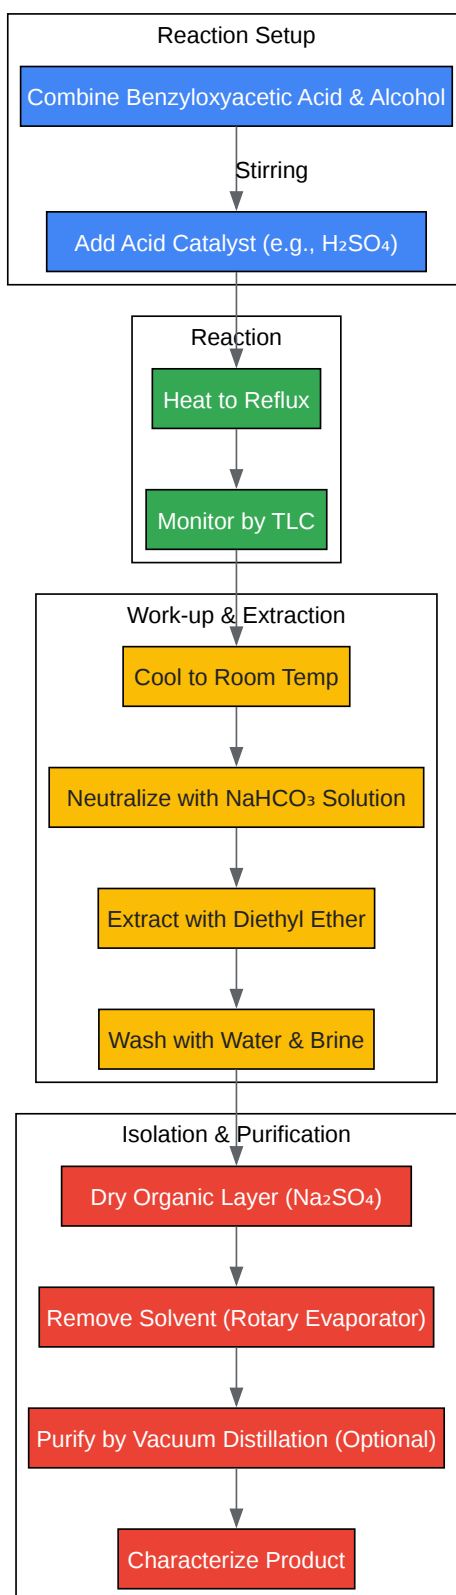 Reaction Setup
Combine Benzyloxyacetic Acid & Alcohol
Stirring
Add Acid Catalyst (e.g., H₂SO₄)
Reaction
Heat to Reflux
Monitor by TLC
Work-up & Extraction
Cool to Room Temp
Neutralize with NaHCO₃ Solution
Extract with Diethyl Ether
Wash with Water & Brine
Isolation & Purification
Dry Organic Layer (Na₂SO₄)
Remove Solvent (Rotary Evaporator)
Purify by Vacuum Distillation (Optional)
Characterize Product